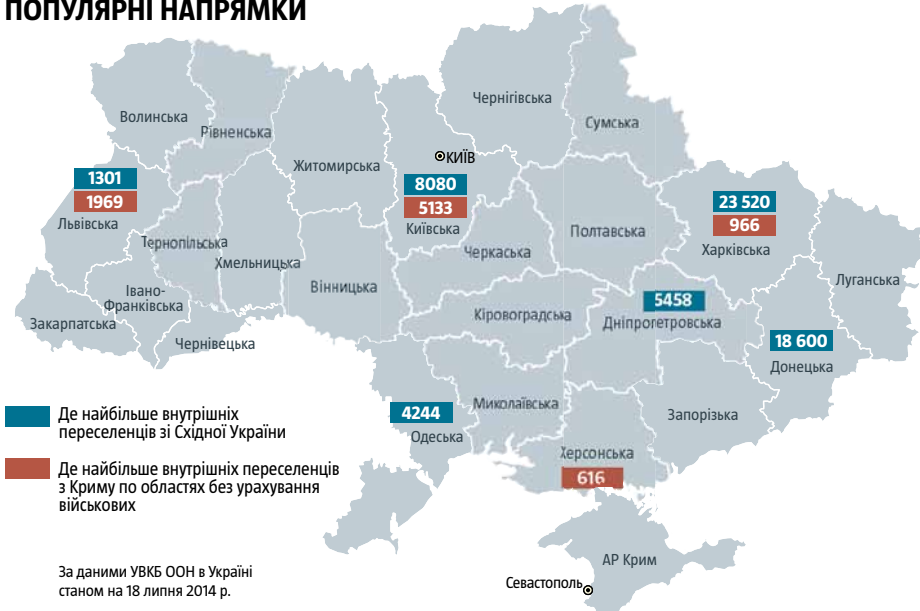 ПОПУЛЯРНІ НАПРЯМКИ
Волинська
Рівненська
Житомирська
Чернігівська
Сумська
КИЇВ
1301
1969
Львівська
8080
5133
Київська
23 520
966
Харківська
Тернопільська
Хмельницька
Черкаська
Полтавська
Луганська
Івано-
Франківська
Вінницька
Закарпатська
Чернівецька
Кіровоградська
5458
Дніпропетровська
18 600
Донецька
4244
Одеська
Миколаївська
Запорізька
Херсонська
616
АР Крим
Севастополь
Де найбільше внутрішніх
переселенців зі Східної України
Де найбільше внутрішніх переселенців
з Криму по областях без урахування
військових
За даними УВКБ ООН в Україні
станом на 18 липня 2014 р.